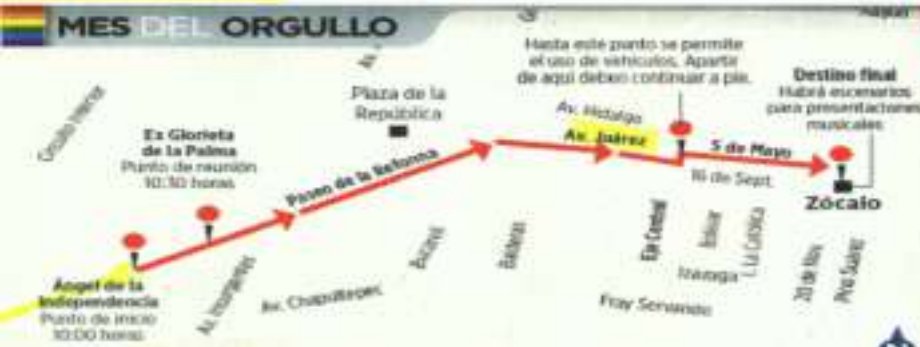 MES DEL ORGULLO
Hasta este punto se permite
el uso de vehículos. Apartir
de aquí deben continuar a pie.
Destino final
Habrá escenarios
para presentaciones
musicales
Circuito Interior
Av.
Plaza de la
República
Av. Hidalgo
Ex Glorieta
de la Palma
Punto de reunión
10:30 horas
Av. Juárez
5 de Mayo
Paseo de la Reforma
16 de Sept.
Zócalo
Ángel de la
Independencia
Punto de inicio
10:00 horas
Av. Insurgentes
Av. Chapultepec
Bucareli
Balderas
Eje Central
Bolívar
I. La Católica
Izazaga
20 de Nov.
Pino Suárez
Fray Servando